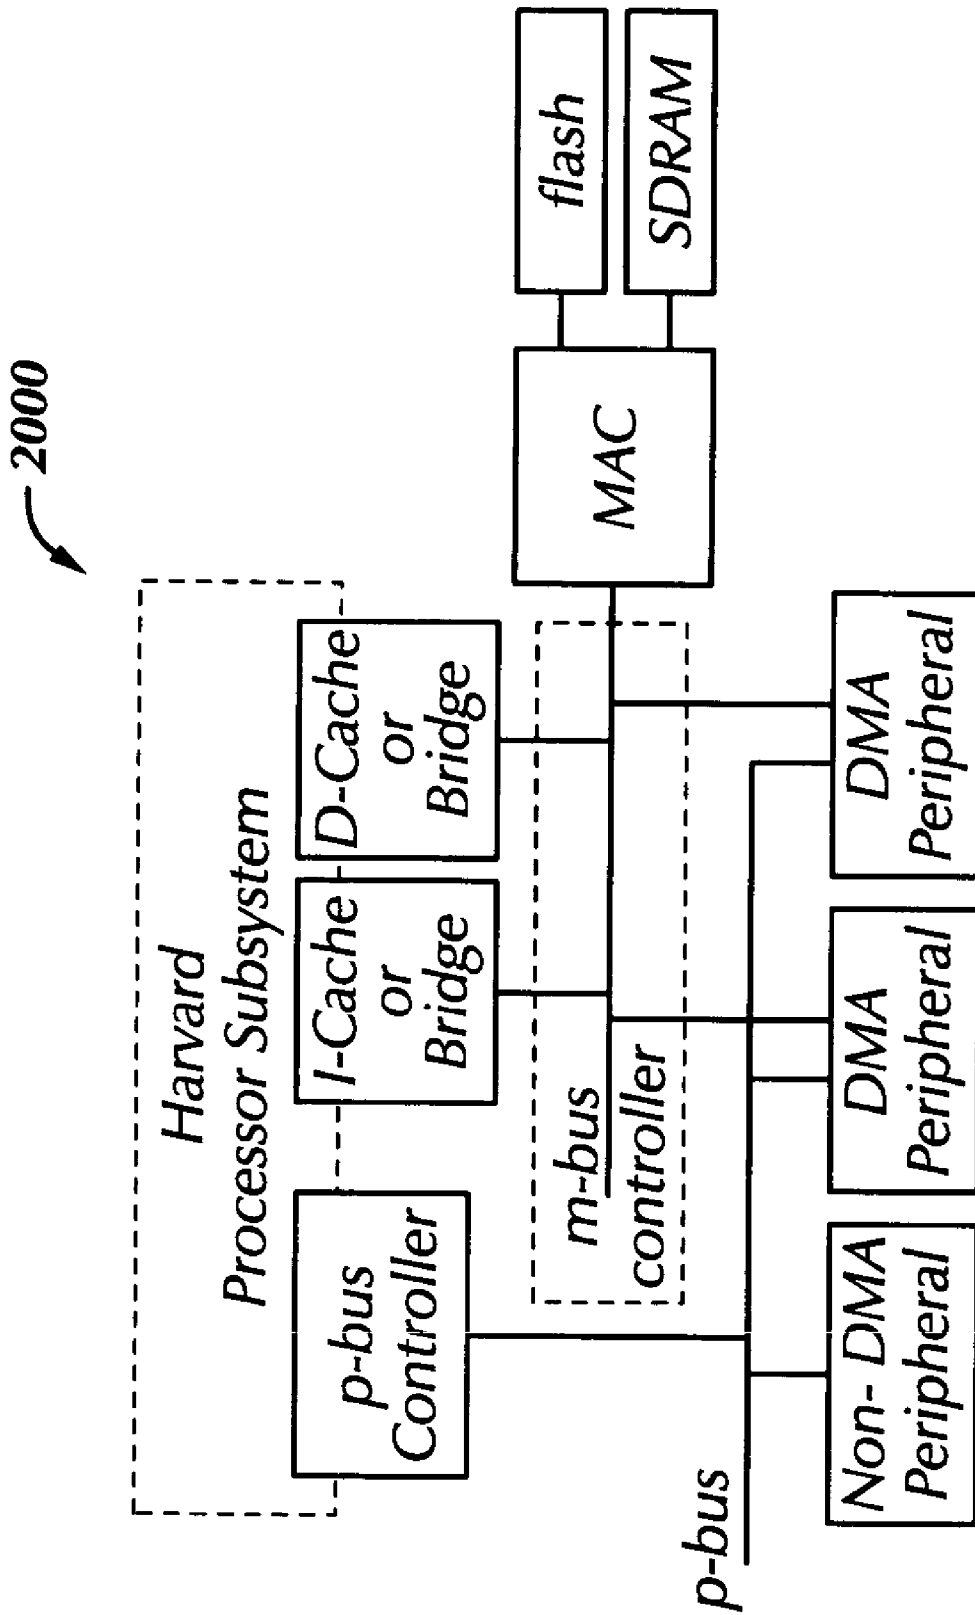 2000
Harvard
Processor Subsystem
p-bus
Controller
I-Cache
or
Bridge
D-Cache
or
Bridge
m-bus
controller
MAC
flash
SDRAM
p-bus
Non- DMA
Peripheral
DMA
Peripheral
DMA
Peripheral